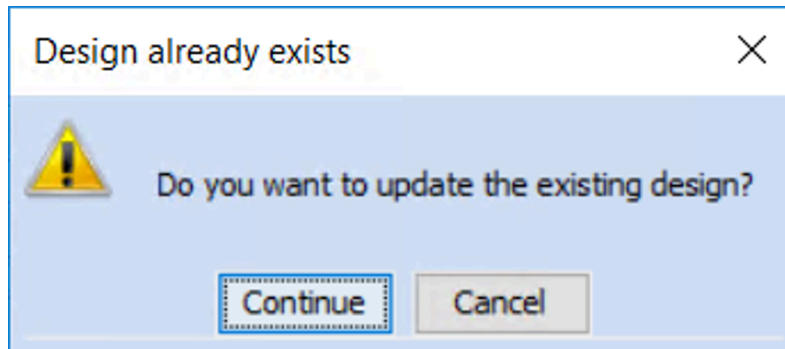 Design already exists
Do you want to update the existing design?
Continue
Cancel